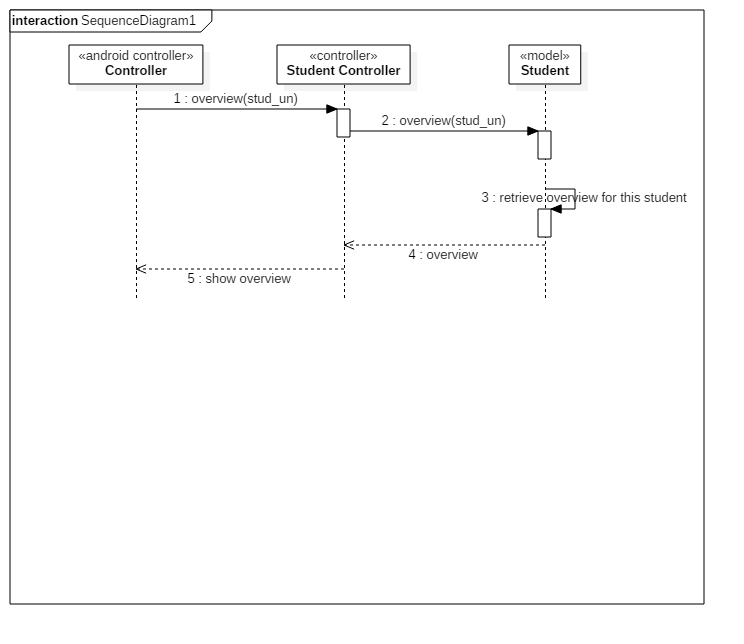 interaction SequenceDiagram1
«android controller»
Controller
«controller»
Student Controller
«model»
Student
1 : overview(stud_un)
2 : overview(stud_un)
3 : retrieve overview for this student
4 : overview
5 : show overview